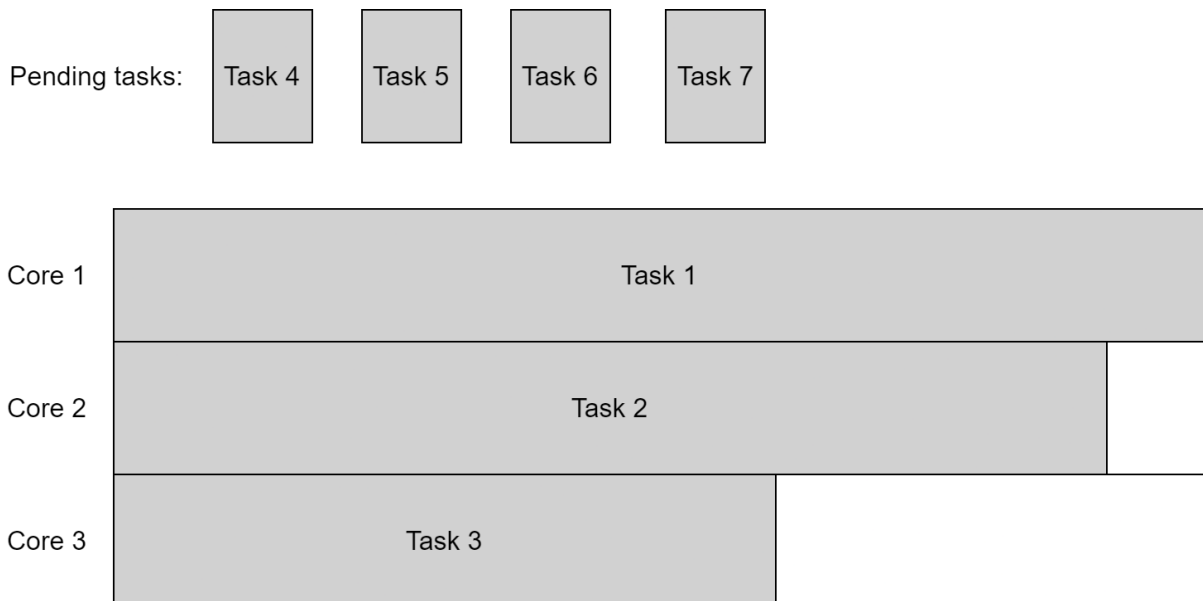 Pending tasks: Task 4 Task 5 Task 6 Task 7
Core 1 Task 1
Core 2 Task 2
Core 3 Task 3